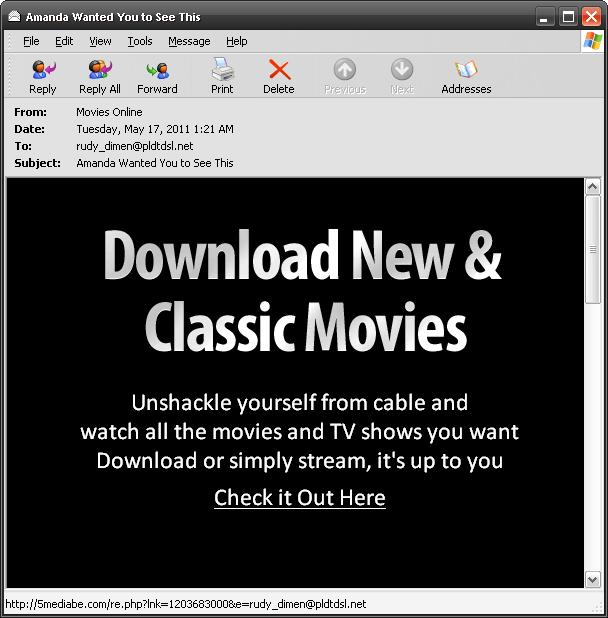 Amanda Wanted You to See This
File Edit View Tools Message Help
Reply Reply All Forward Print Delete Previous Next Addresses
From: Movies Online
Date: Tuesday, May 17, 2011 1:21 AM
To: rudy_dimen@pldtdsl.net
Subject: Amanda Wanted You to See This
Download New &
Classic Movies
Unshackle yourself from cable and
watch all the movies and TV shows you want
Download or simply stream, it's up to you
Check it Out Here
http://5mediabe.com/re.php?lnk=1203683000&e=rudy_dimen@pldtdsl.net